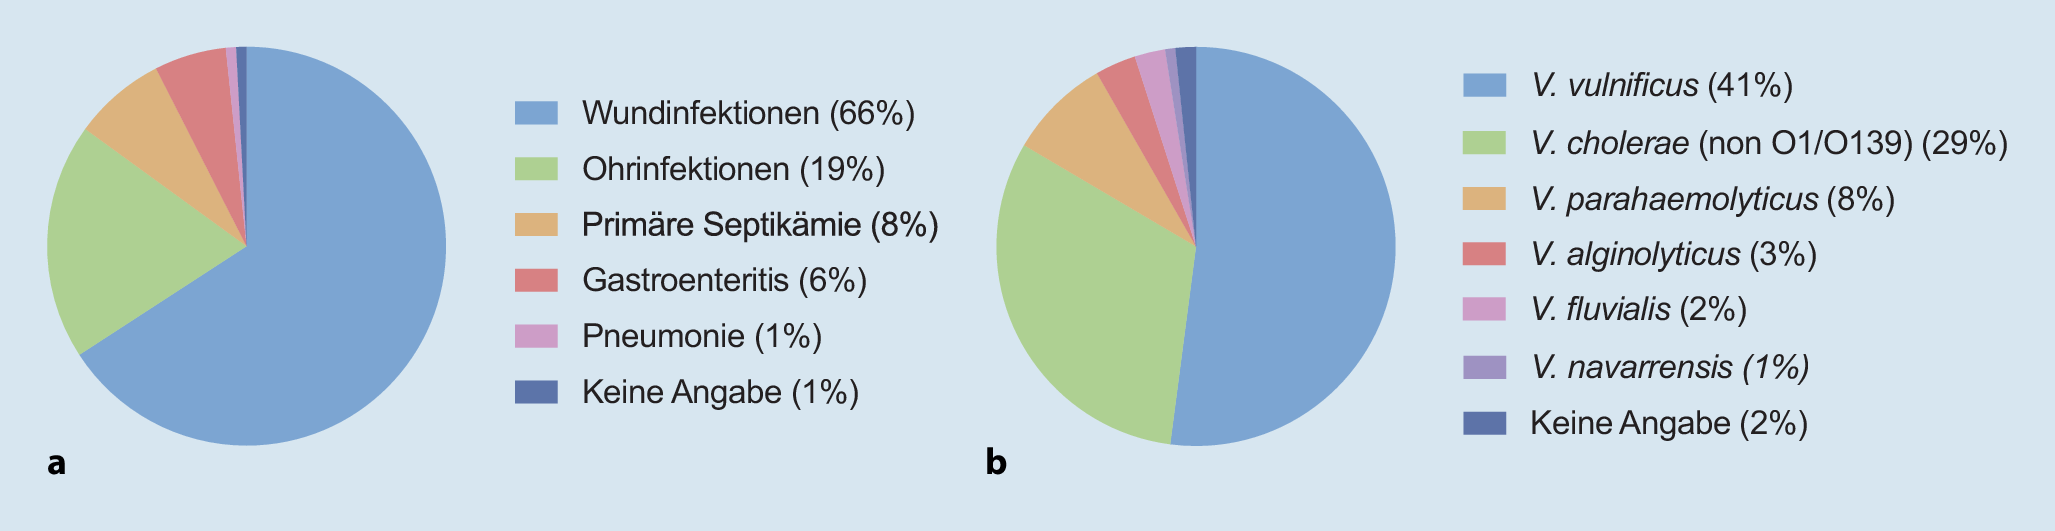 Wundinfektionen (66%)
Ohrinfektionen (19%)
Primäre Septikämie (8%)
Gastroenteritis (6%)
Pneumonie (1%)
Keine Angabe (1%)
a
V. vulnificus (41%)
V. cholerae (non O1/O139) (29%)
V. parahaemolyticus (8%)
V. alginolyticus (3%)
V. fluvialis (2%)
V. navarrensis (1%)
Keine Angabe (2%)
b